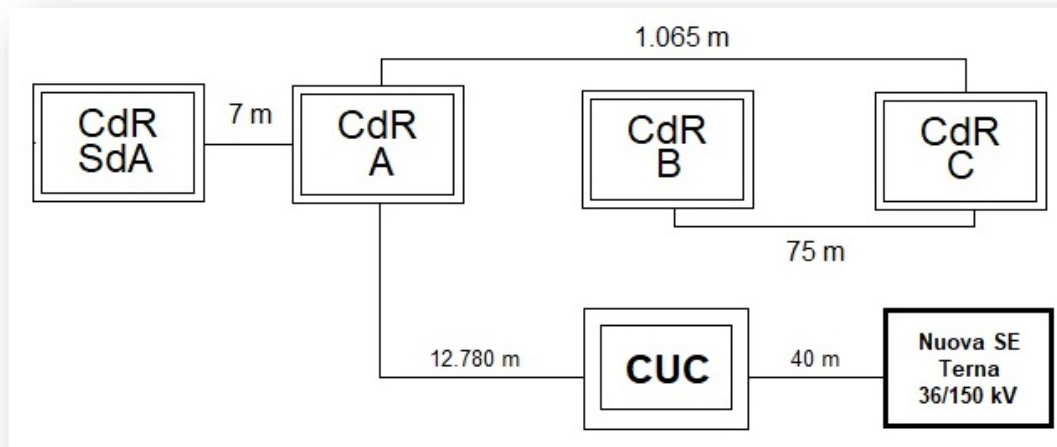 1.065 m
CdR
SdA
7 m
CdR
A
CdR
B
CdR
C
75 m
12.780 m
CUC
40 m
Nuova SE
Terna
36/150 kV